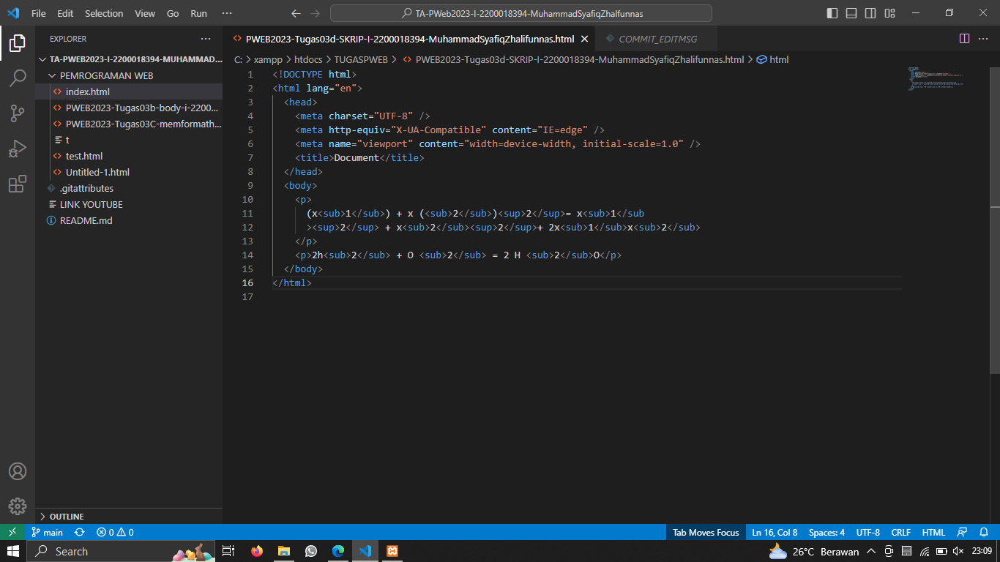 File Edit Selection View Go Run ···
TA-PWeb2023-I-2200018394-MuhammadSyafiqZhalfunnas
EXPLORER
TA-PWEB2023-I-2200018394-MUHAMMAD...
PEMROGRAMAN WEB
index.html
PWEB2023-Tugas03b-body-i-2200...
PWEB2023-Tugas03C-memformath...
t
test.html
Untitled-1.html
.gitattributes
LINK YOUTUBE
README.md
OUTLINE
PWEB2023-Tugas03d-SKRIP-I-2200018394-MuhammadSyafiqZhalifunnas.html COMMIT_EDITMSG
C: > xampp > htdocs > TUGASPWEB > PWEB2023-Tugas03d-SKRIP-I-2200018394-MuhammadSyafiqZhalifunnas.html > html
1 <!DOCTYPE html>
2 <html lang="en">
3 <head>
4 <meta charset="UTF-8" />
5 <meta http-equiv="X-UA-Compatible" content="IE=edge" />
6 <meta name="viewport" content="width=device-width, initial-scale=1.0" />
7 <title>Document</title>
8 </head>
9 <body>
10 <p>
11 (x<sub>1</sub>) + x (<sub>2</sub>)<sup>2</sup>= x<sub>1</sub
12 ><sup>2</sup> + x<sub>2</sub><sup>2</sup>+ 2x<sub>1</sub>x<sub>2</sub>
13 </p>
14 <p>2h<sub>2</sub> + O <sub>2</sub> = 2 H <sub>2</sub>O</p>
15 </body>
16 </html>
17
main 0 0 Tab Moves Focus Ln 16, Col 8 Spaces: 4 UTF-8 CRLF HTML
Search 26°C Berawan 23:09